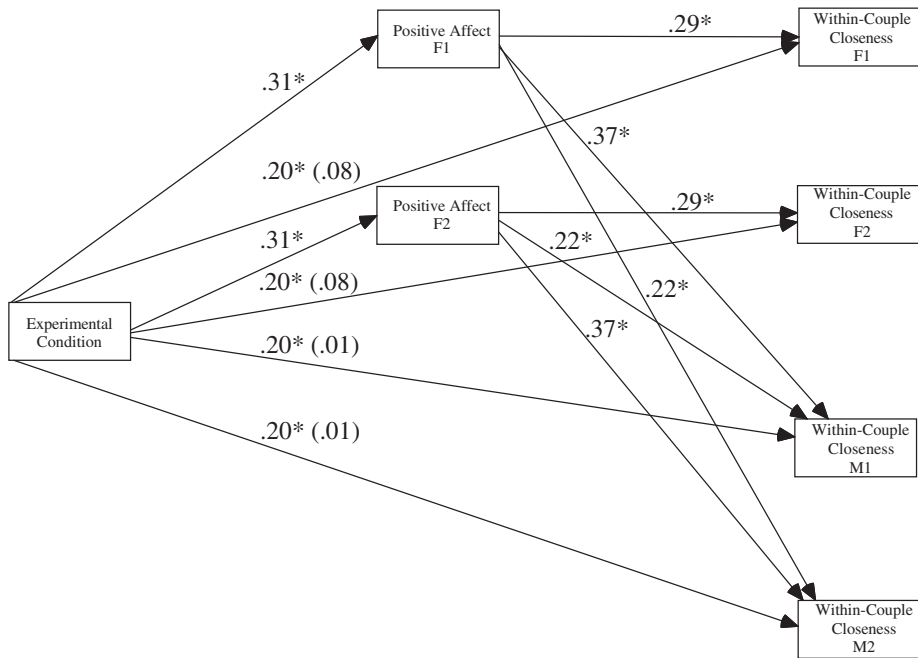 Positive Affect
F1
.29*
Within-Couple
Closeness
F1
.31*
.37*
.20* (.08)
Positive Affect
F2
.29*
Within-Couple
Closeness
F2
.31*
.22*
.20* (.08)
.22*
Experimental
Condition
.37*
.20* (.01)
.20* (.01)
Within-Couple
Closeness
M1
Within-Couple
Closeness
M2